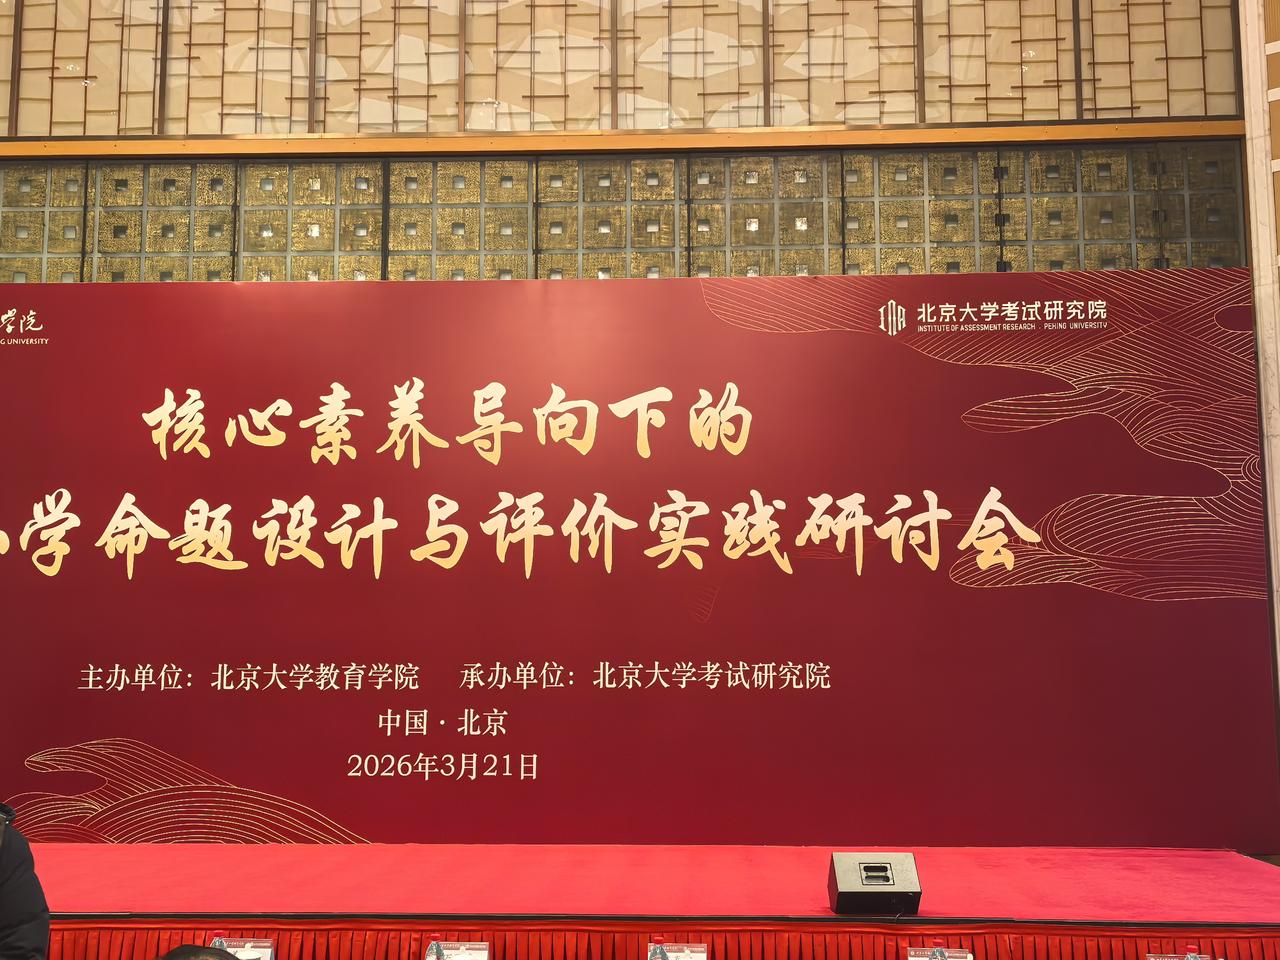 学院
北京大学考试研究院
NG UNIVERSITY
INSTITUTE OF ASSESSMENT RESEARCH . PEKING UNIVERSITY
核心素养导向下的
学命题设计与评价实践研讨会
主办单位：北京大学教育学院 承办单位：北京大学考试研究院
中国·北京
2026年3月21日